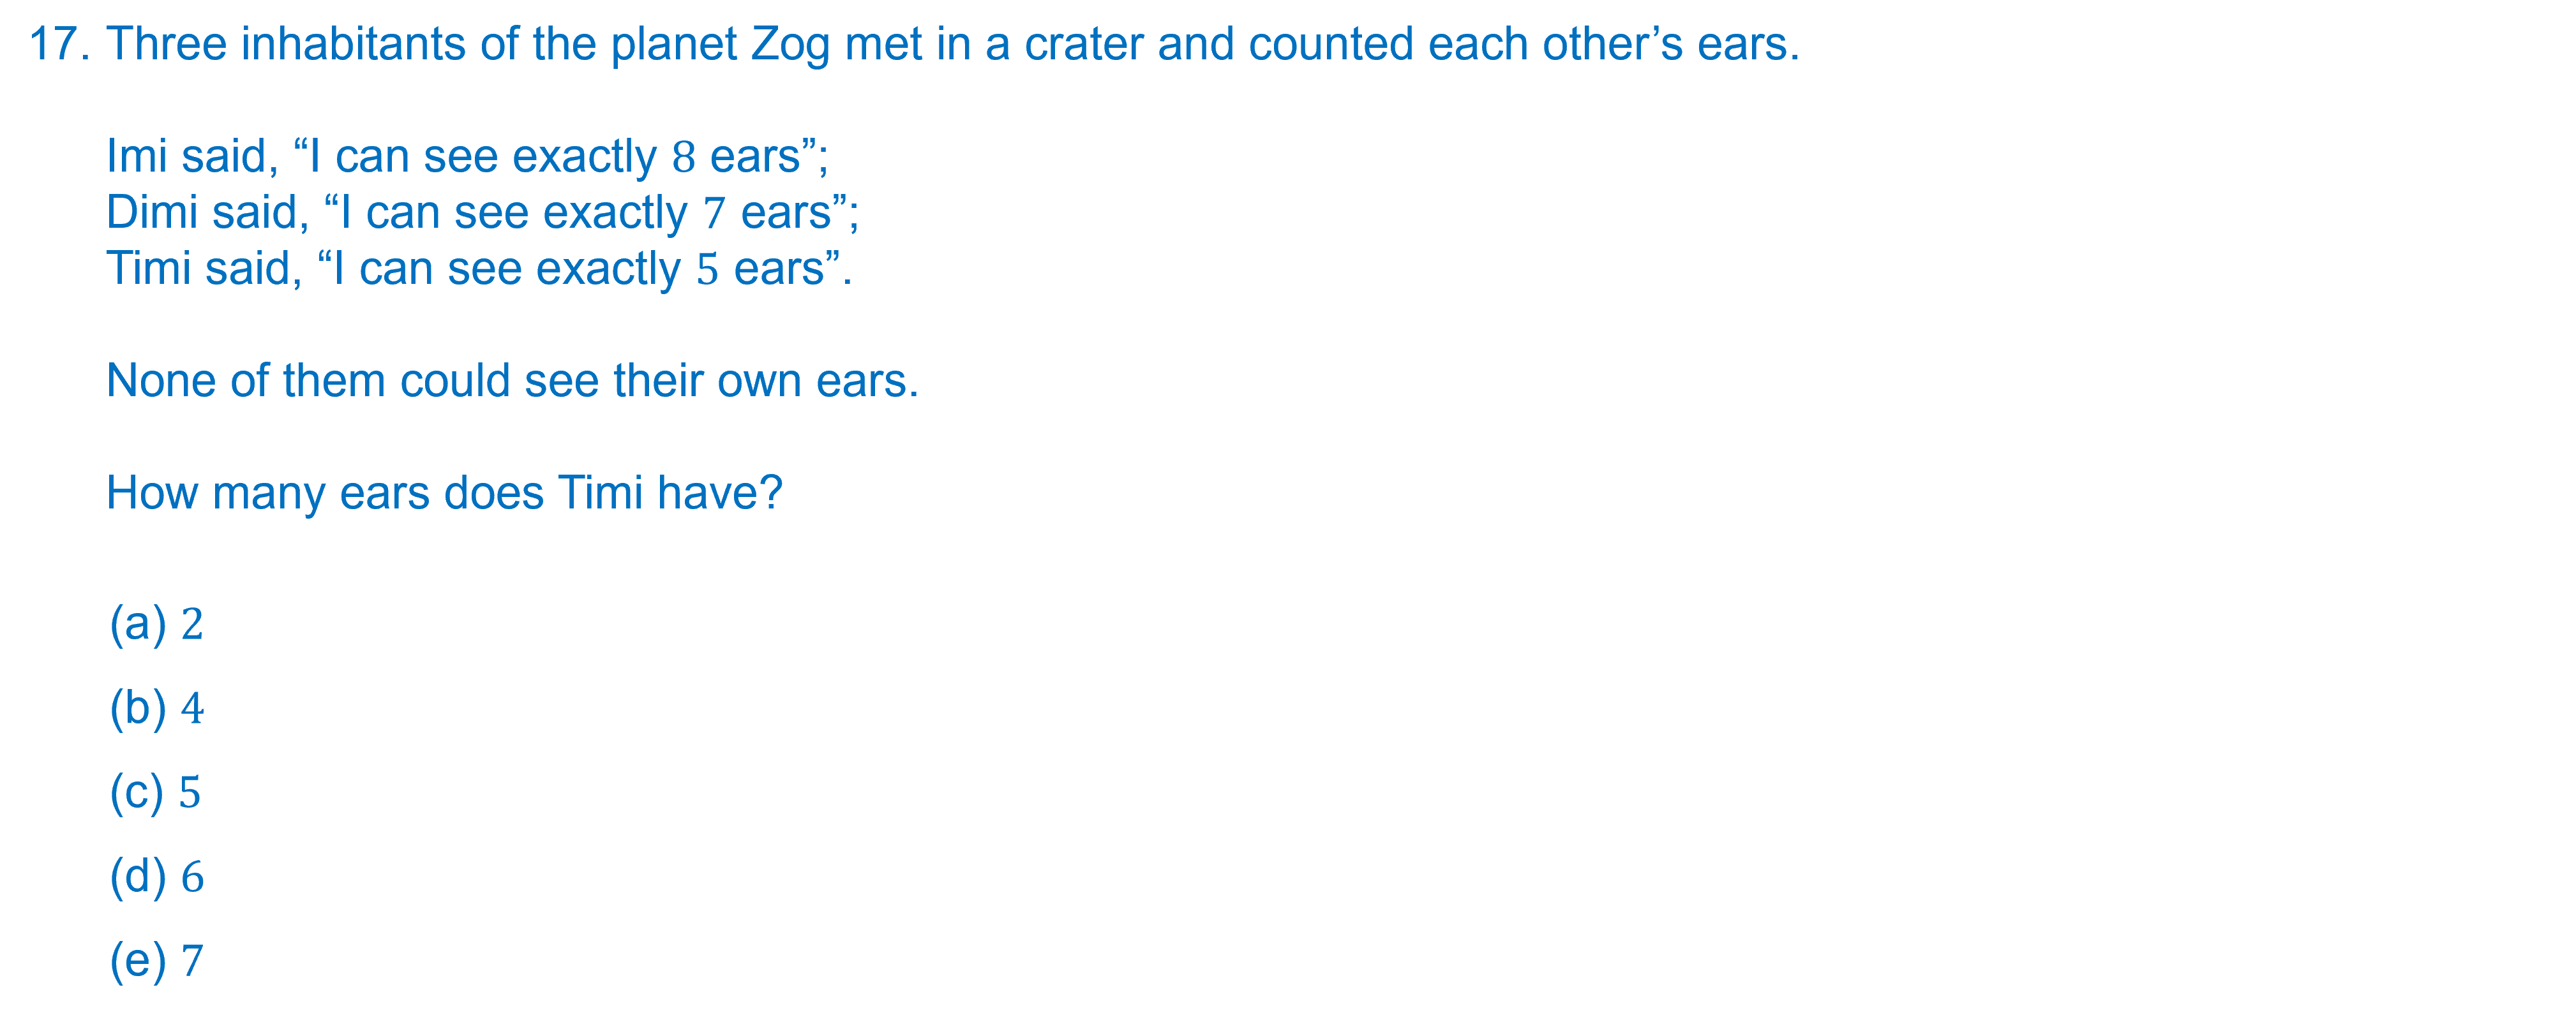 17. Three inhabitants of the planet Zog met in a crater and counted each other’s ears.
Imi said, “I can see exactly 8 ears”;
Dimi said, “I can see exactly 7 ears”;
Timi said, “I can see exactly 5 ears”.
None of them could see their own ears.
How many ears does Timi have?
(a) 2
(b) 4
(c) 5
(d) 6
(e) 7